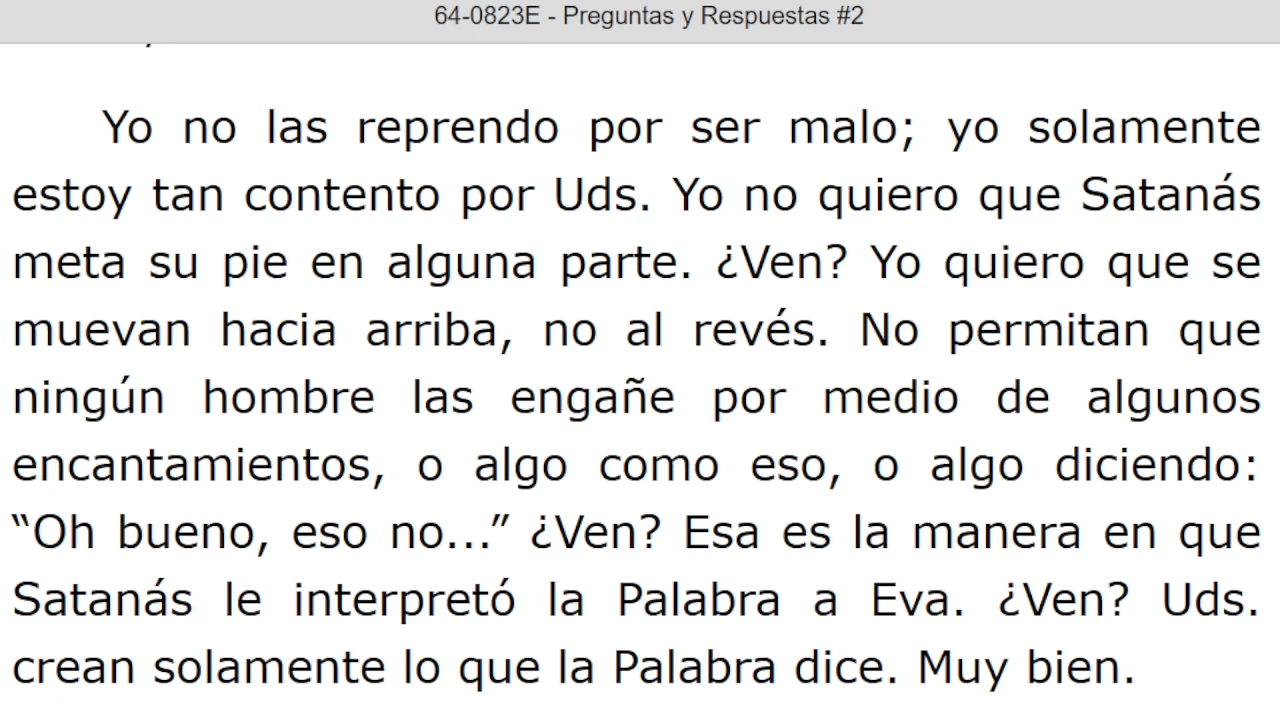 64-0823E - Preguntas y Respuestas #2
Yo no las reprendo por ser malo; yo solamente
estoy tan contento por Uds. Yo no quiero que Satanás
meta su pie en alguna parte. ¿Ven? Yo quiero que se
muevan hacia arriba, no al revés. No permitan que
ningún hombre las engañe por medio de algunos
encantamientos, o algo como eso, o algo diciendo:
“Oh bueno, eso no...” ¿Ven? Esa es la manera en que
Satanás le interpretó la Palabra a Eva. ¿Ven? Uds.
crean solamente lo que la Palabra dice. Muy bien.